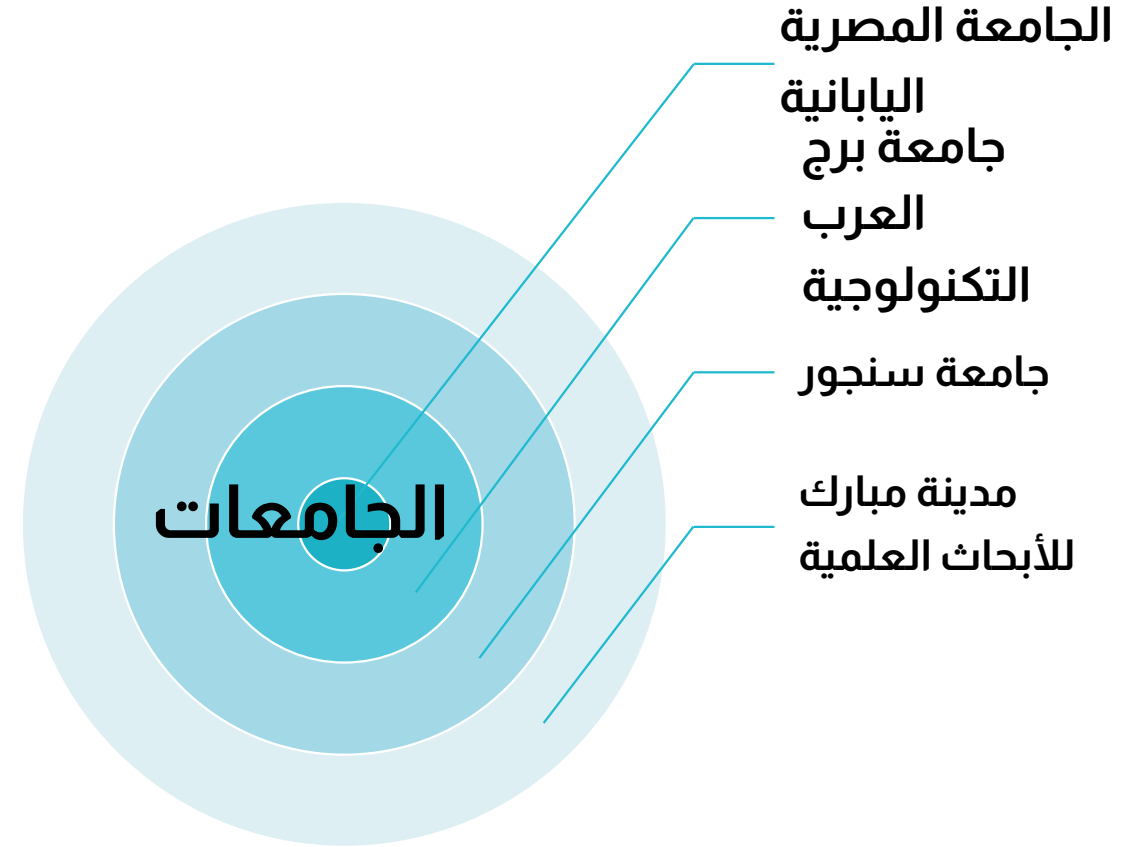 الجامعة المصرية
اليابانية
جامعة برج
العرب
التكنولوجية
جامعة سنجور
مدينة مبارك
للأبحاث العلمية
الجامعات